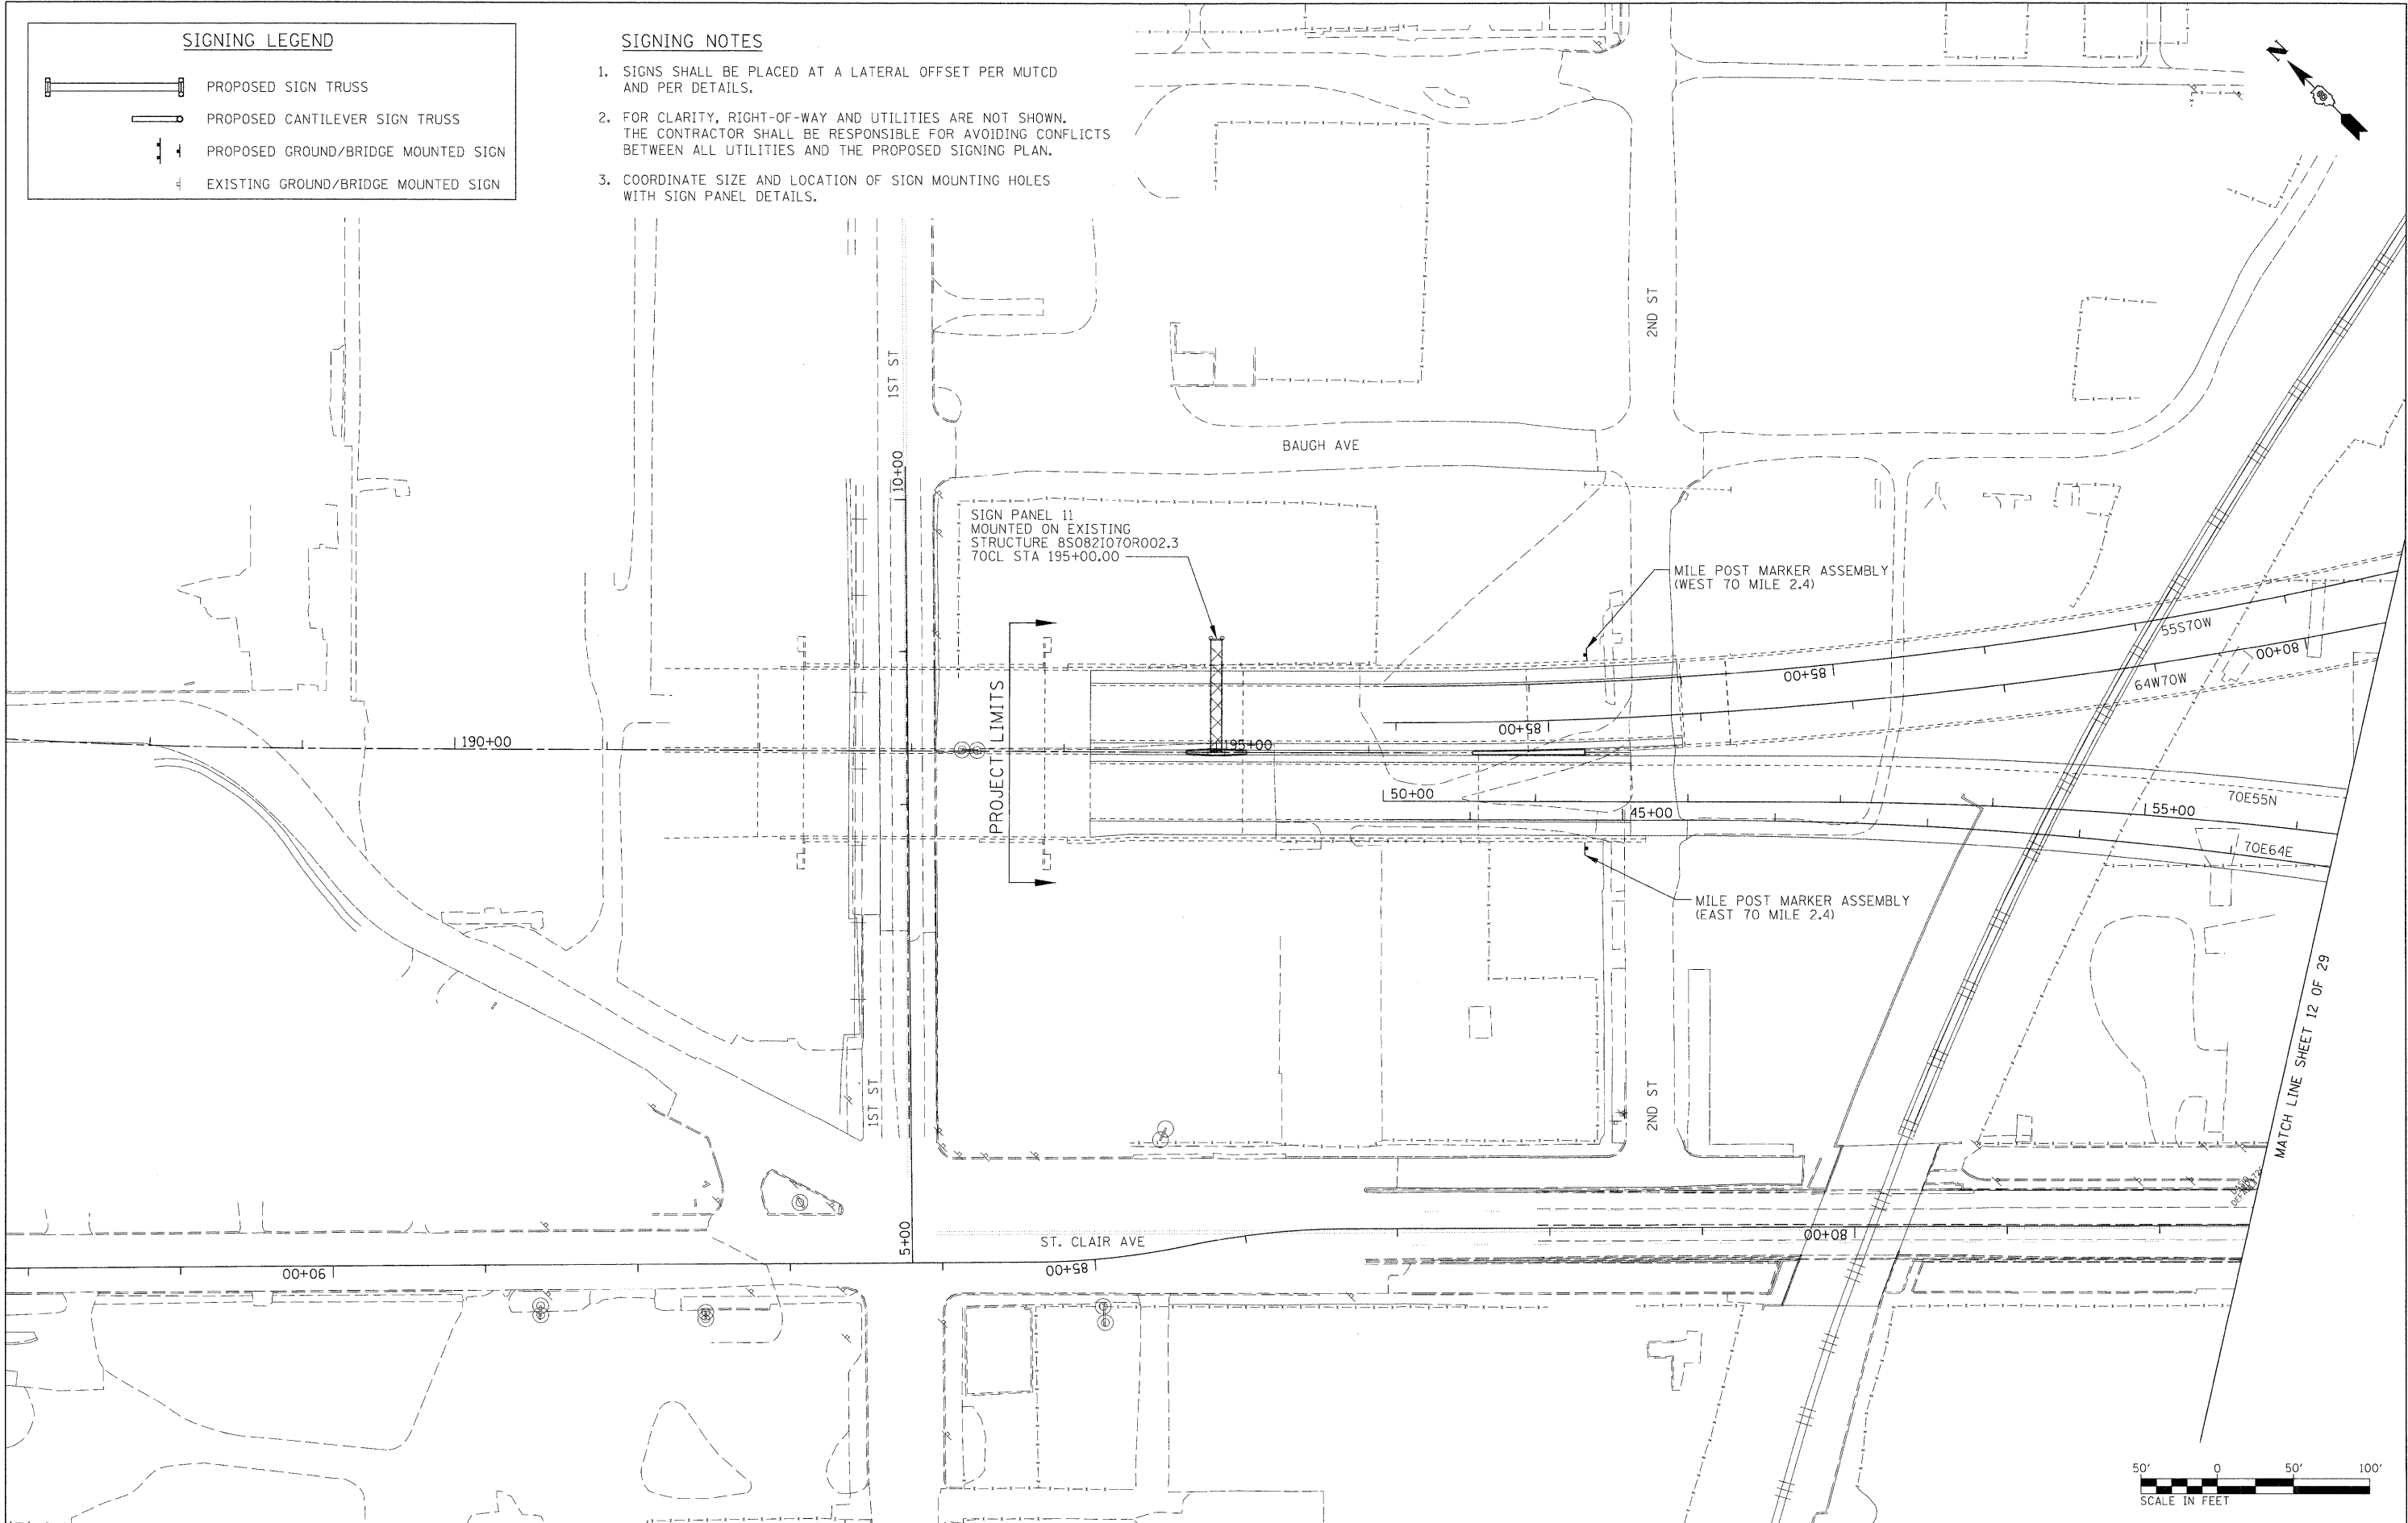 SIGNING LEGEND
PROPOSED SIGN TRUSS
PROPOSED CANTILEVER SIGN TRUSS
PROPOSED GROUND/BRIDGE MOUNTED SIGN
EXISTING GROUND/BRIDGE MOUNTED SIGN
SIGNING NOTES
1. SIGNS SHALL BE PLACED AT A LATERAL OFFSET PER MUTCD
AND PER DETAILS.
2. FOR CLARITY, RIGHT-OF-WAY AND UTILITIES ARE NOT SHOWN.
THE CONTRACTOR SHALL BE RESPONSIBLE FOR AVOIDING CONFLICTS
BETWEEN ALL UTILITIES AND THE PROPOSED SIGNING PLAN.
3. COORDINATE SIZE AND LOCATION OF SIGN MOUNTING HOLES
WITH SIGN PANEL DETAILS.
N
2ND ST
1ST ST
BAUGH AVE
10+00
SIGN PANEL 11
MOUNTED ON EXISTING
STRUCTURE 8S082I070R002.3
70CL STA 195+00.00
MILE POST MARKER ASSEMBLY
(WEST 70 MILE 2.4)
55S70W
80+00
85+00
64W70W
PROJECT LIMITS
85+00
190+00
195+00
50+00
45+00
55+00
70E55N
70E64E
MILE POST MARKER ASSEMBLY
(EAST 70 MILE 2.4)
MATCH LINE SHEET 12 OF 29
1ST ST
2ND ST
5+00
ST. CLAIR AVE
80+00
90+00
85+00
50' 0 50' 100'
SCALE IN FEET